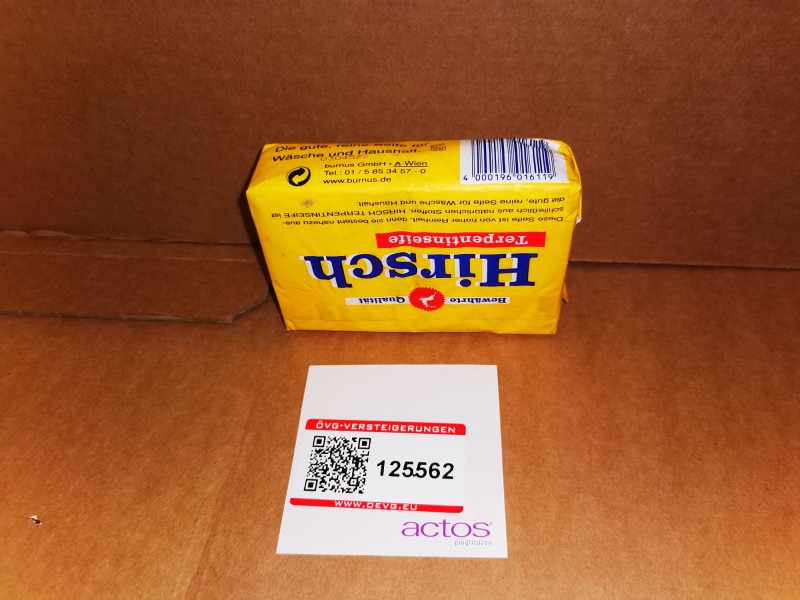 Die gute, reine Seife für
Wäsche und Haushalt.
burnus GmbH • A-Wien
Tel.: 01 / 5 85 34 57 - 0
www.burnus.de
4 000196 016119
Bewährte Qualität
Hirsch
Terpentinseife
Diese Seife ist von hoher Reinheit, denn sie besteht nahezu aus-
schließlich aus natürlichen Stoffen. HIRSCH TERPENTINSEIFE ist
die gute, reine Seife für Wäsche und Haushalt.
ÖVG-VERSTEIGERUNGEN
125562
WWW.OEVG.EU
actos®
pioglitazon